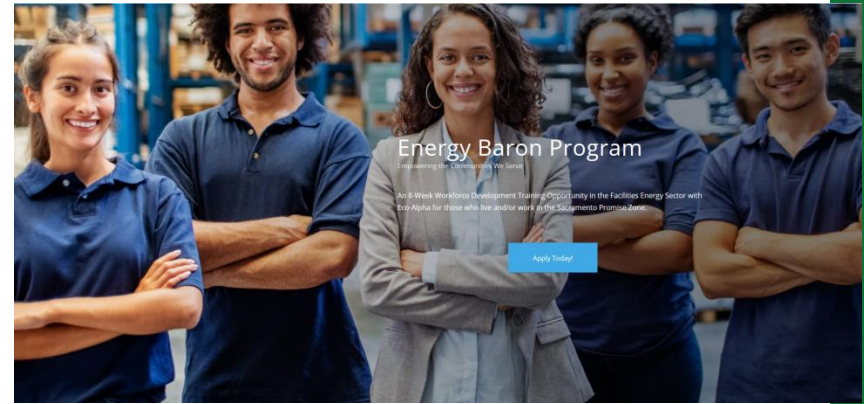 Energy Baron Program
Empowering the Communities We Serve
An 8-Week Workforce Development Training Opportunity in the Facilities Energy Sector with
Eco-Alpha for those who live and/or work in the Sacramento Promise Zone.
Apply Today!